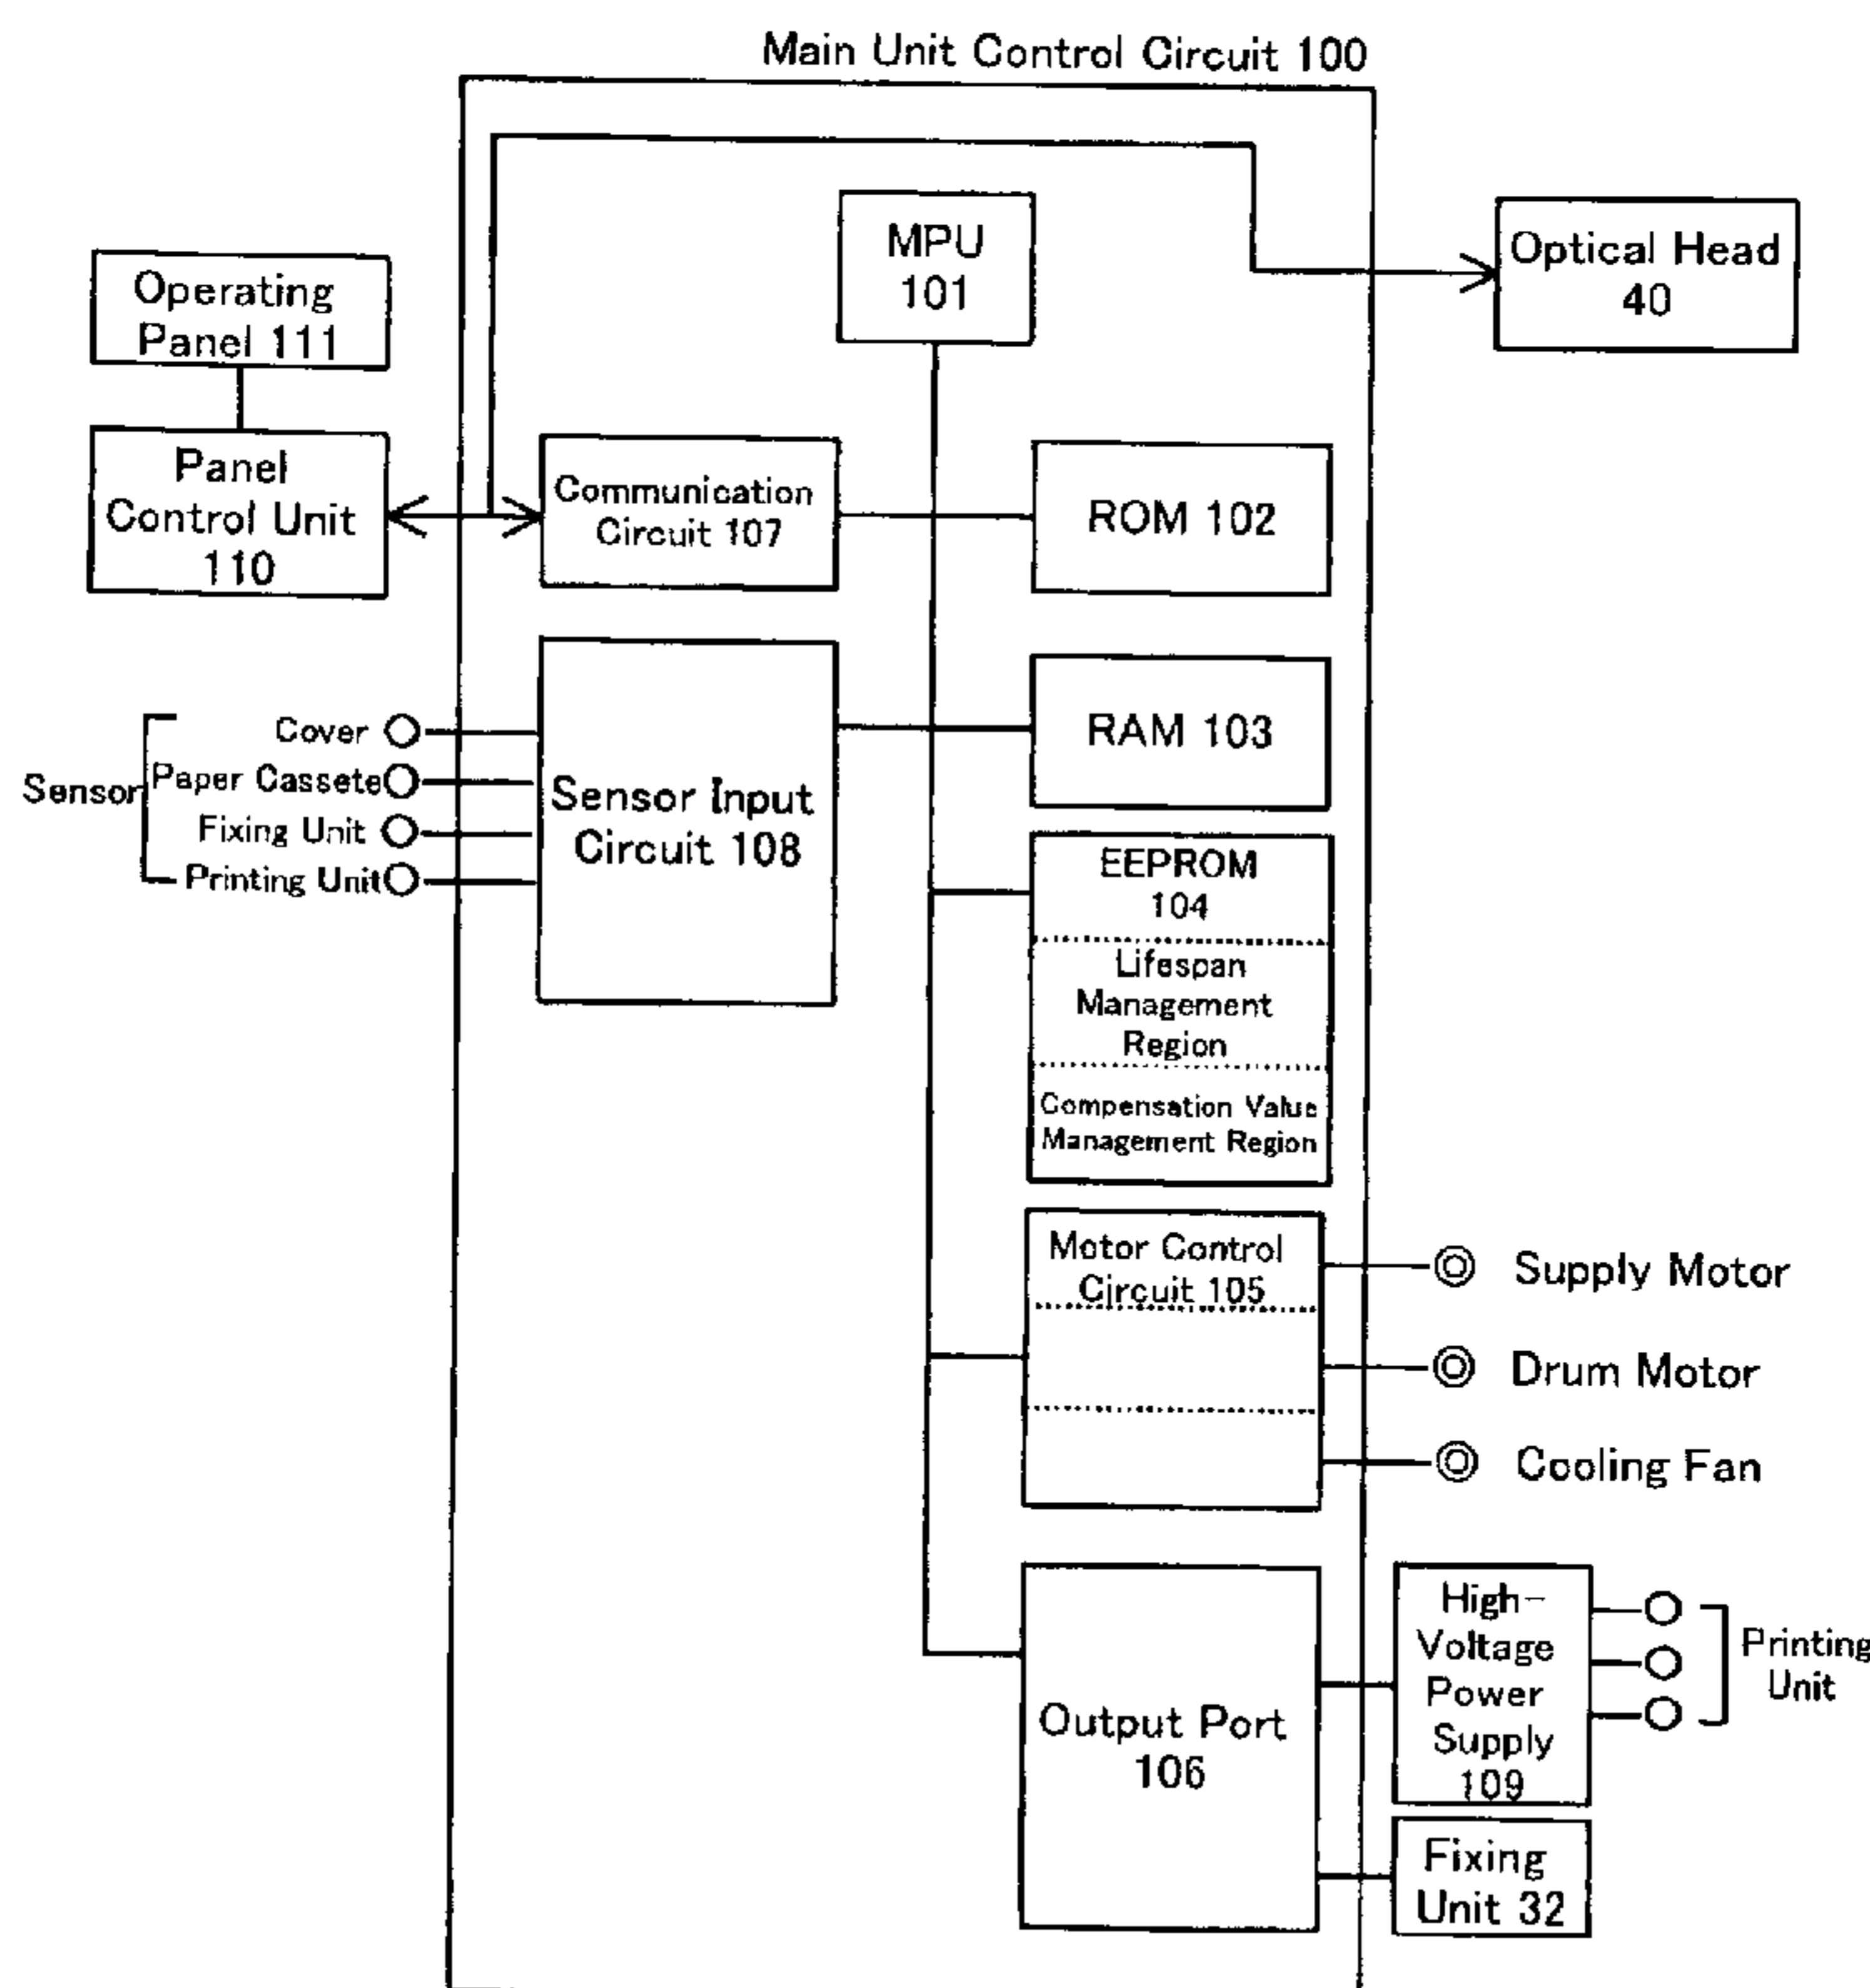 Main Unit Control Circuit 100
MPU
101
Optical Head
40
Operating
Panel 111
Panel
Control Unit
110
Communication
Circuit 107
ROM 102
Sensor
Cover
Paper Cassete
Fixing Unit
Printing Unit
Sensor Input
Circuit 108
RAM 103
EEPROM
104
Lifespan
Management
Region
Compensation Value
Management Region
Motor Control
Circuit 105
Supply Motor
Drum Motor
Cooling Fan
Output Port
106
High-
Voltage
Power
Supply
109
Printing
Unit
Fixing
Unit 32